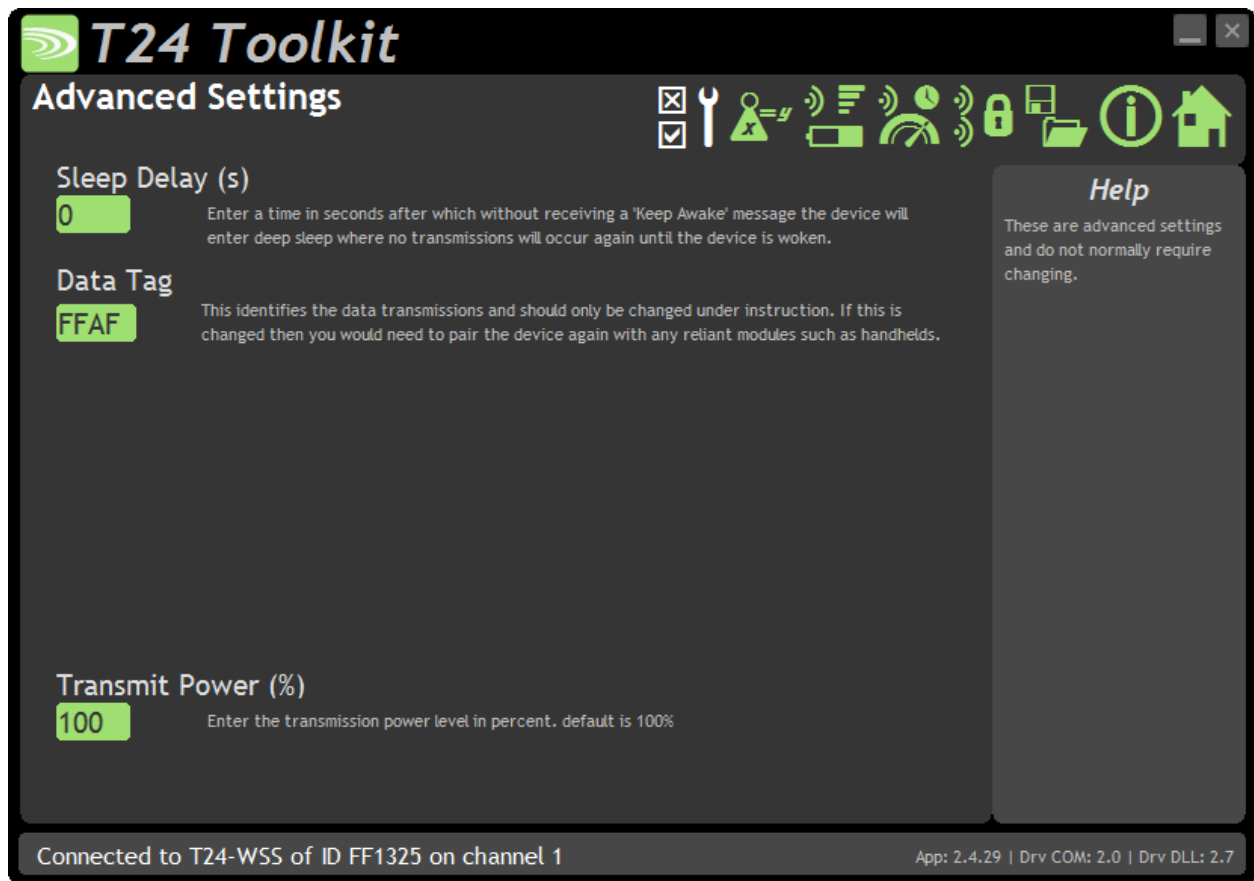 T24 Toolkit
Advanced Settings
x=y
Sleep Delay (s)
0
Enter a time in seconds after which without receiving a 'Keep Awake' message the device will
enter deep sleep where no transmissions will occur again until the device is woken.
Data Tag
FFAF
This identifies the data transmissions and should only be changed under instruction. If this is
changed then you would need to pair the device again with any reliant modules such as handhelds.
Transmit Power (%)
100
Enter the transmission power level in percent. default is 100%
Help
These are advanced settings
and do not normally require
changing.
Connected to T24-WSS of ID FF1325 on channel 1
App: 2.4.29 | Drv COM: 2.0 | Drv DLL: 2.7